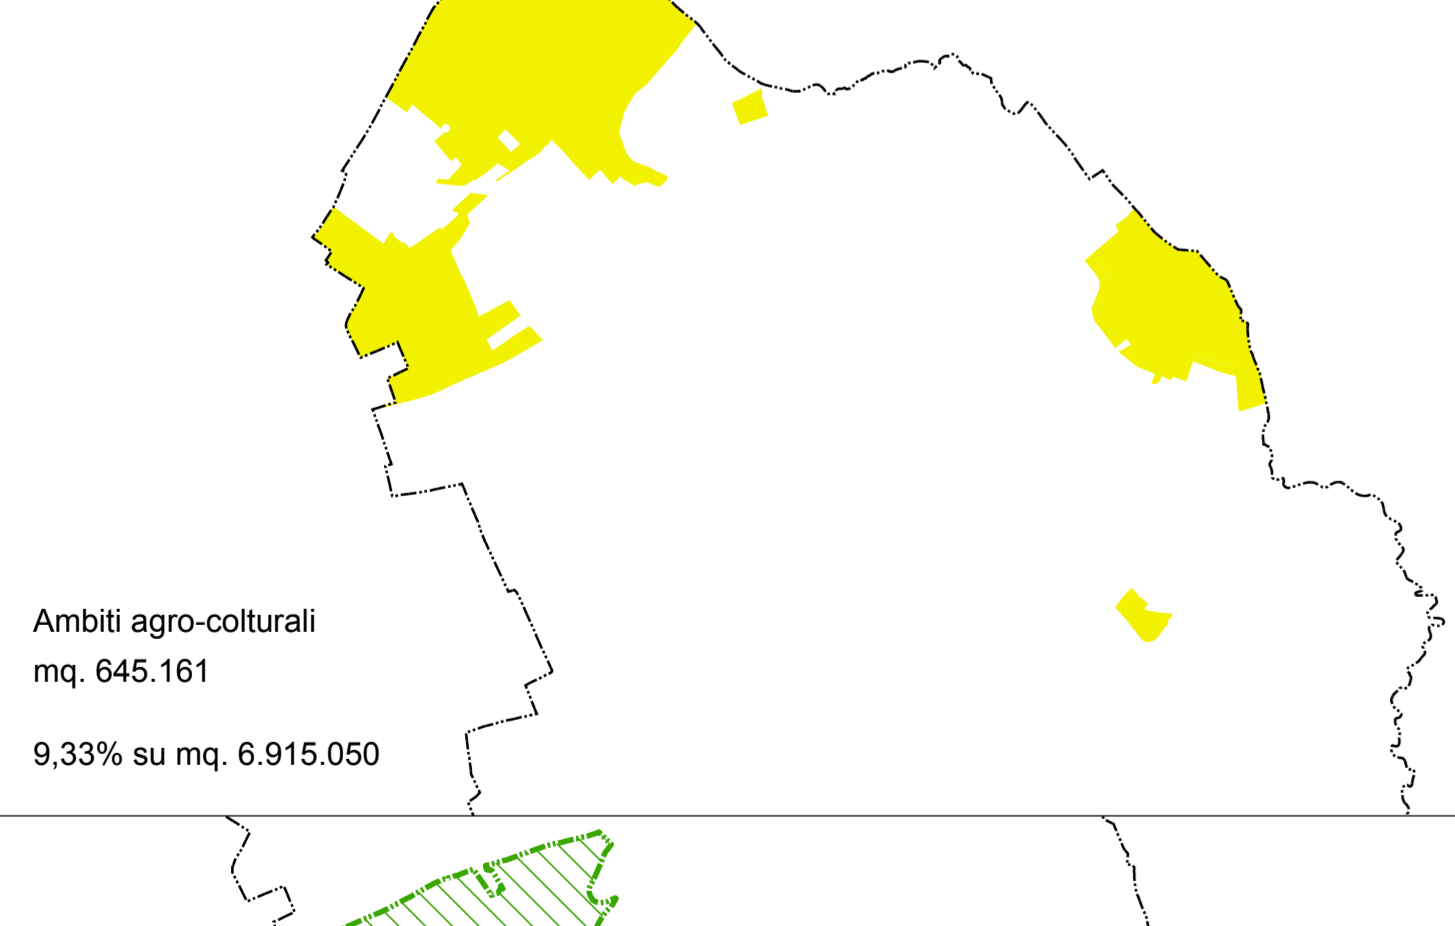 Ambiti agro-colturali
mq. 645.161
9,33% su mq. 6.915.050